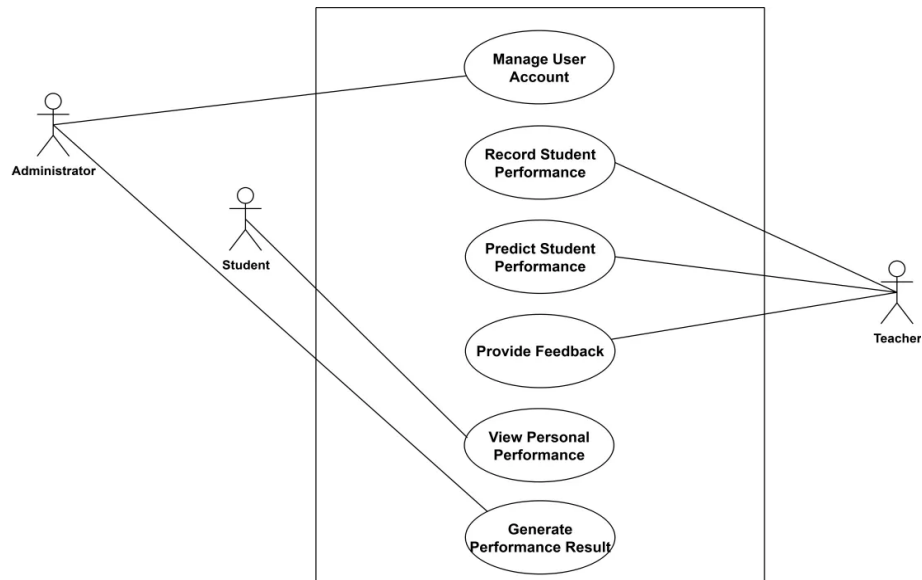 Manage User
Account
Administrator
Record Student
Performance
Student
Predict Student
Performance
Teacher
Provide Feedback
View Personal
Performance
Generate
Performance Result